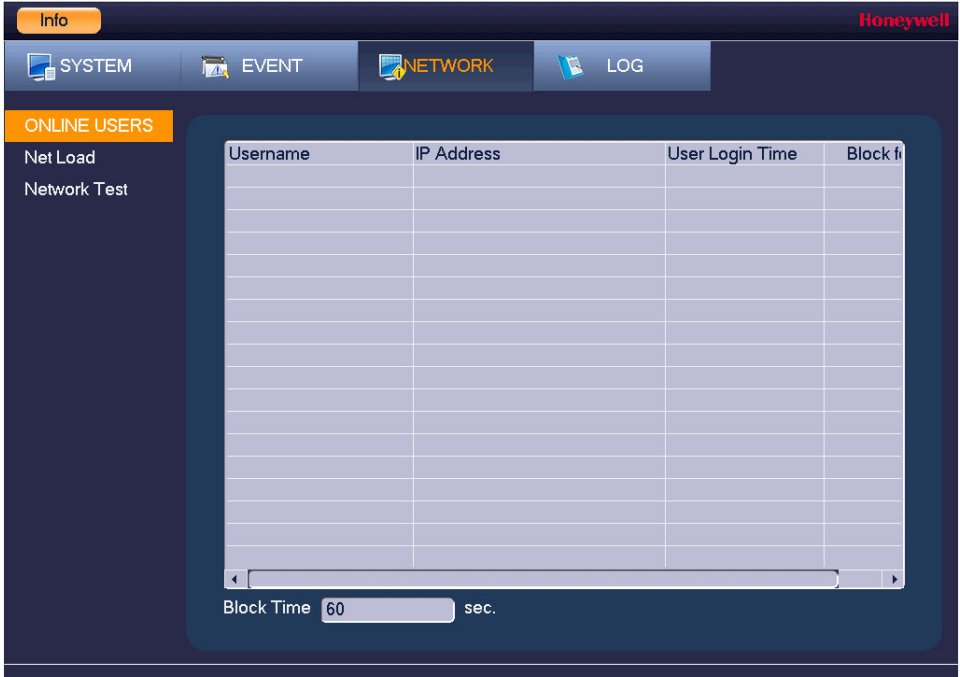 Info
Honeywell
SYSTEM
EVENT
NETWORK
LOG
ONLINE USERS
Net Load
Network Test
Username IP Address User Login Time Block
Block Time 60 sec.